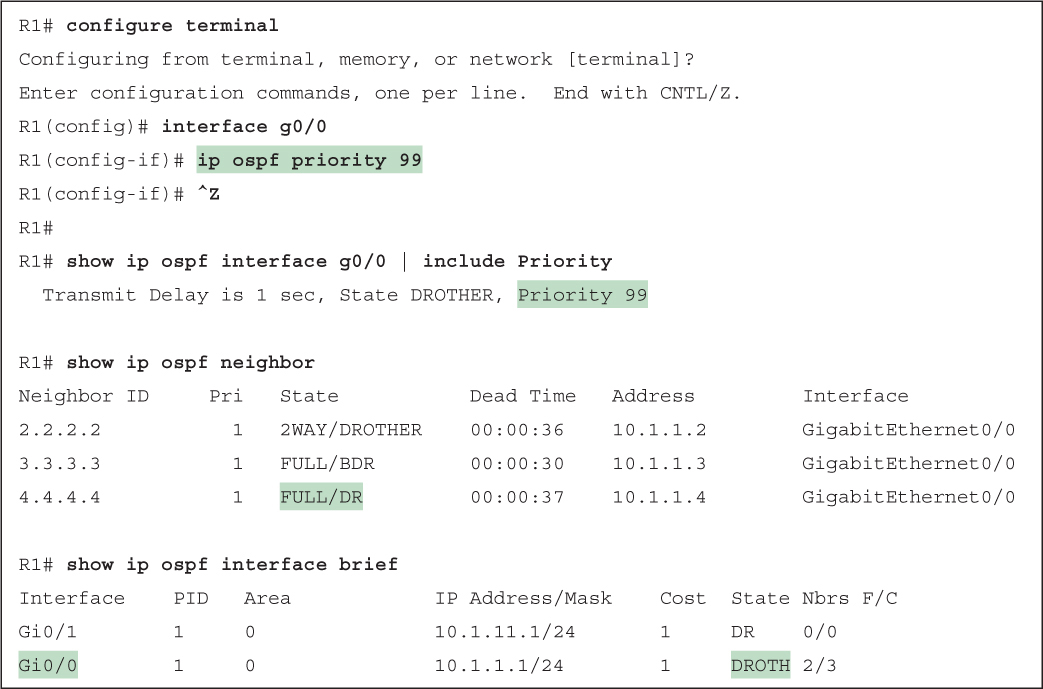 R1# configure terminal
Configuring from terminal, memory, or network [terminal]?
Enter configuration commands, one per line.  End with CNTL/Z.
R1(config)# interface g0/0
R1(config-if)# ip ospf priority 99
R1(config-if)# ^Z
R1#
R1# show ip ospf interface g0/0 | include Priority
  Transmit Delay is 1 sec, State DROTHER, Priority 99
R1# show ip ospf neighbor
Neighbor ID     Pri   State           Dead Time   Address         Interface
2.2.2.2           1   2WAY/DROTHER    00:00:36    10.1.1.2        GigabitEthernet0/0
3.3.3.3           1   FULL/BDR        00:00:30    10.1.1.3        GigabitEthernet0/0
4.4.4.4           1   FULL/DR         00:00:37    10.1.1.4        GigabitEthernet0/0
R1# show ip ospf interface brief
Interface    PID   Area            IP Address/Mask    Cost  State Nbrs F/C
Gi0/1        1     0               10.1.11.1/24       1     DR    0/0
Gi0/0        1     0               10.1.1.1/24        1     DROTH 2/3